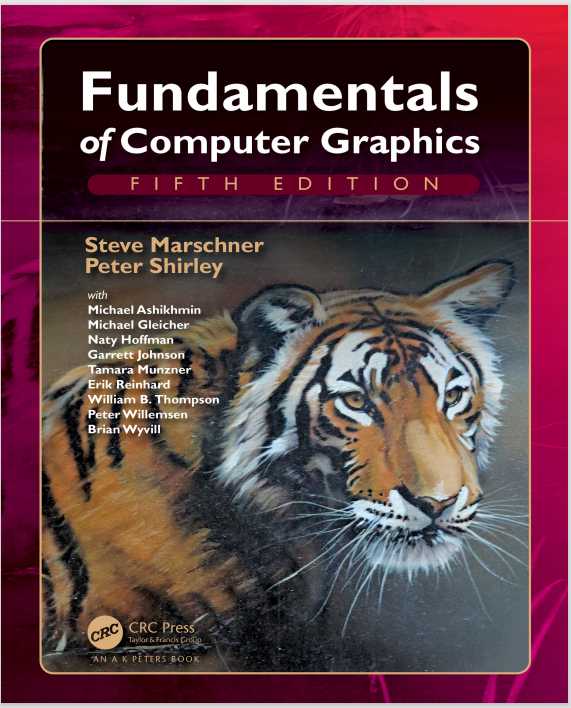 Fundamentals
of Computer Graphics
FIFTH EDITION
Steve Marschner
Peter Shirley
with
Michael Ashikhmin
Michael Gleicher
Naty Hoffman
Garrett Johnson
Tamara Munzner
Erik Reinhard
William B. Thompson
Peter Willemsen
Brian Wyvill
CRC
CRC Press
Taylor & Francis Group
AN A K PETERS BOOK